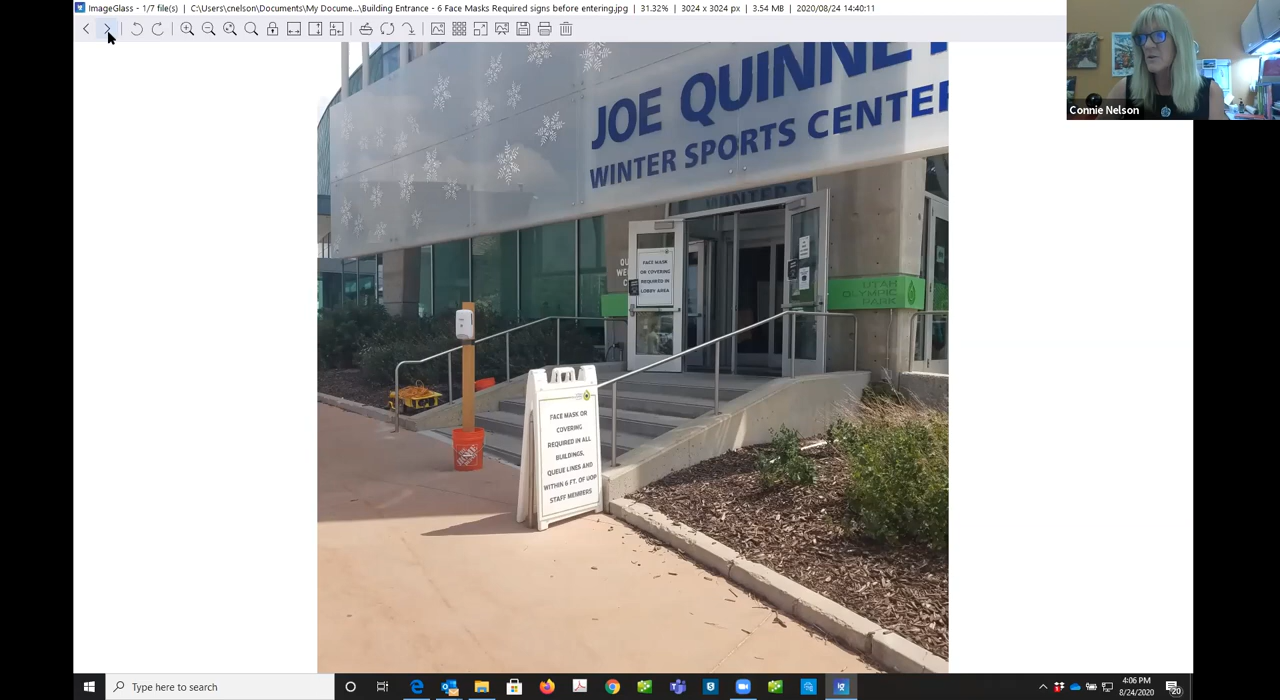 ImageGlass - 1/7 file(s) | C:\Users\cnelson\Documents\My Docume...\Building Entrance - 6 Face Masks Required signs before entering.jpg | 31.32% | 3024 x 3024 px | 3.54 MB | 2020/08/24 14:40:11
Connie Nelson
JOE QUINNE
WINTER SPORTS CENTER
WINTER S
FACE MASK
OR COVERING
REQUIRED IN
LOBBY AREA
UTAH
OLYMPIC
PARK
FACE MASK OR
COVERING
REQUIRED IN ALL
BUILDINGS,
QUEUE LINES AND
WITHIN 6 FT. OF UOP
STAFF MEMBERS
Type here to search
4:06 PM
8/24/2020
20